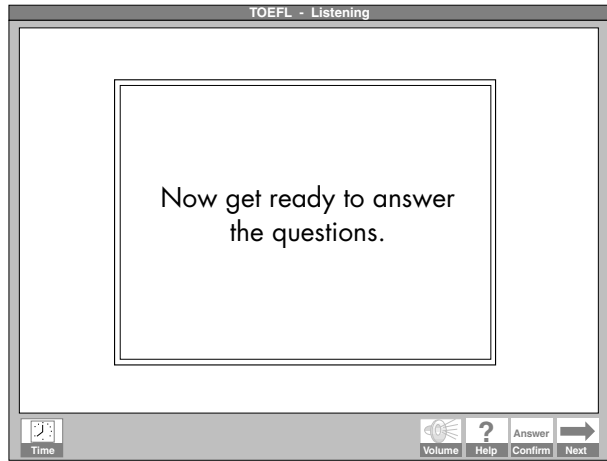 TOEFL - Listening
Now get ready to answer
the questions.
Time
Volume
?
Help
Answer
Confirm
Next